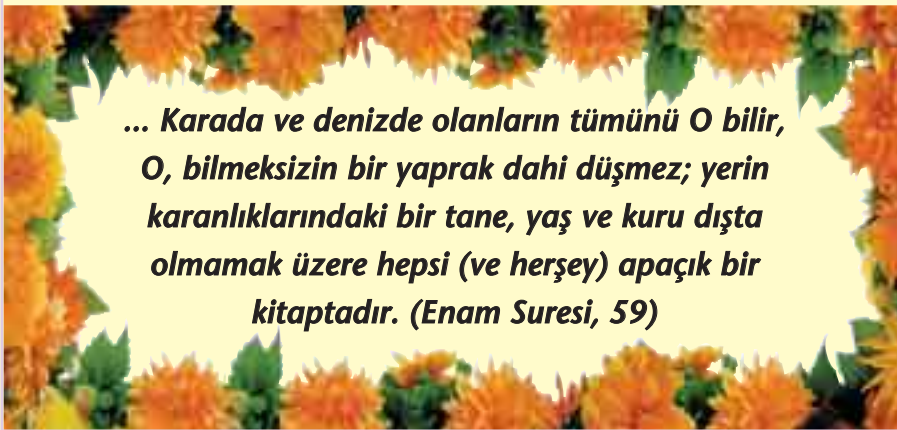 ... Karada ve denizde olanların tümünü O bilir,
O, bilmeksizin bir yaprak dahi düşmez; yerin
karanlıklarındaki bir tane, yaş ve kuru dışta
olmamak üzere hepsi (ve herşey) apaçık bir
kitaptadır. (Enam Suresi, 59)